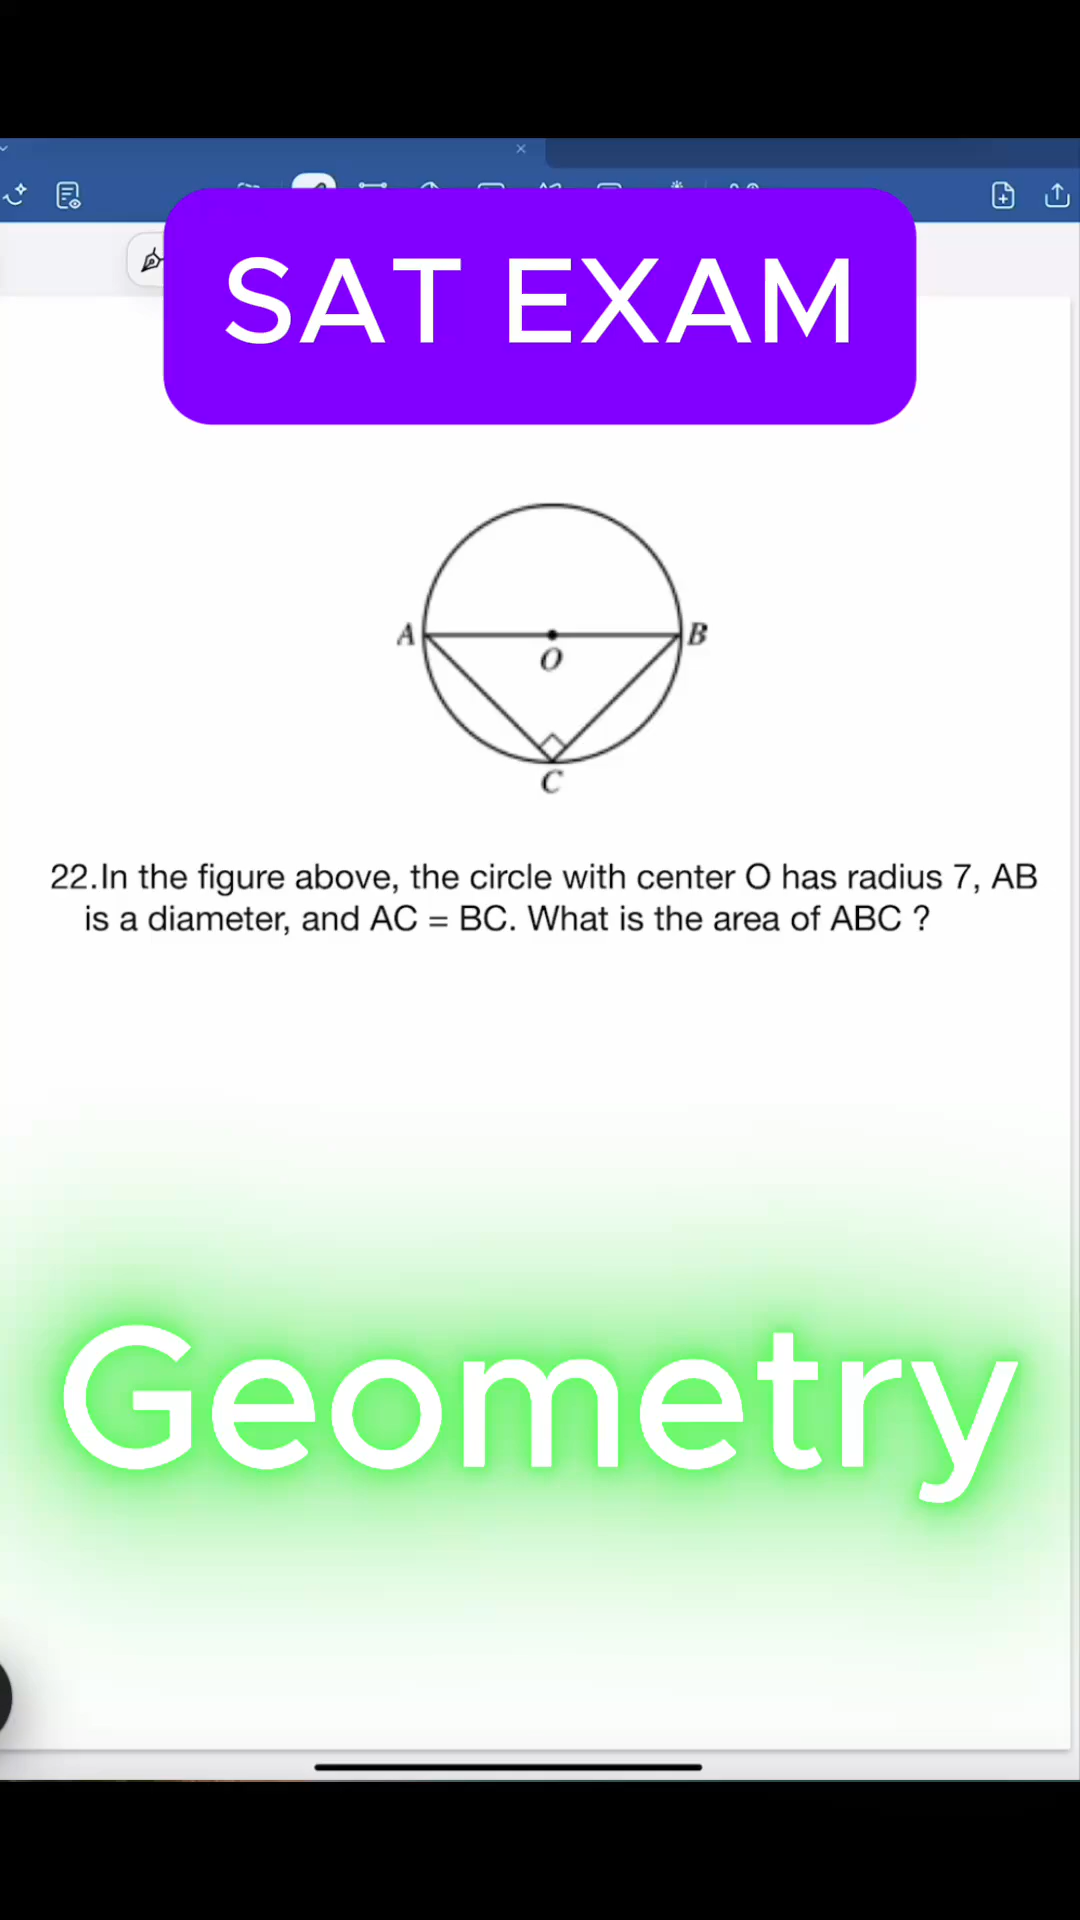 SAT EXAM
A
B
O
C
22.In the figure above, the circle with center O has radius 7, AB
is a diameter, and AC = BC. What is the area of ABC ?
Geometry